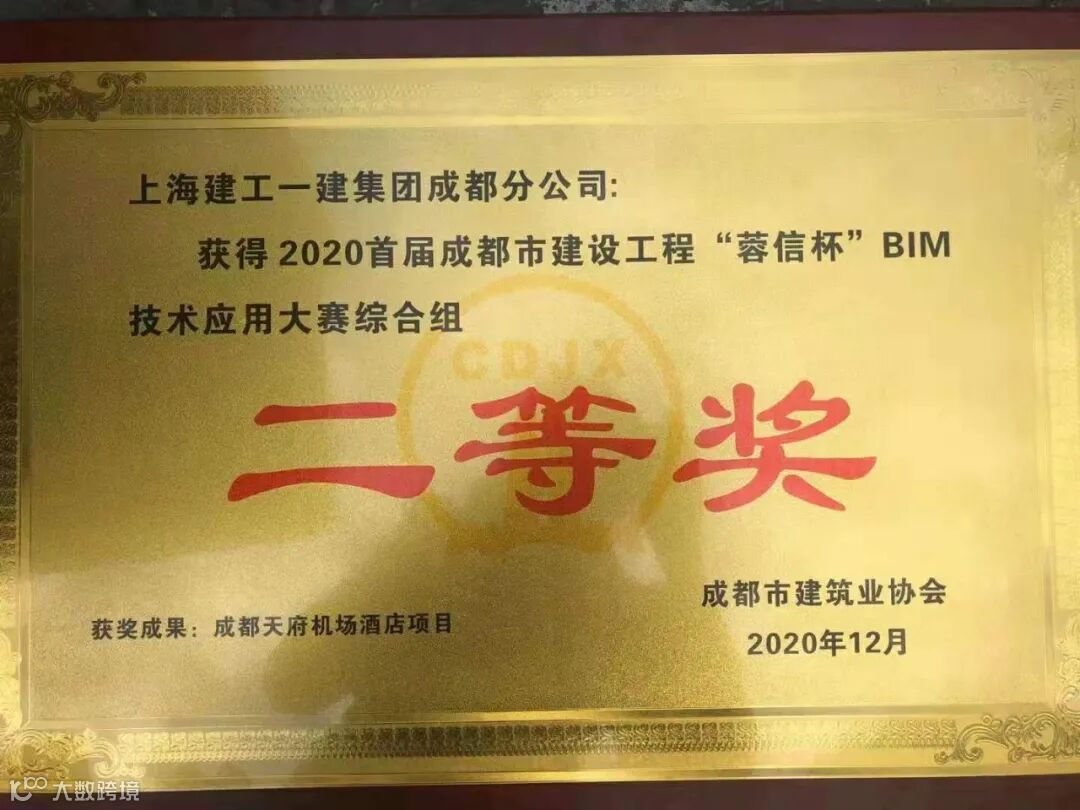 上海建工一建集团成都分公司:
获得2020首届成都市建设工程“蓉信杯”BIM
技术应用大赛综合组
CDJX
二等奖
获奖成果：成都天府机场酒店项目
成都市建筑业协会
2020年12月
大数跨境